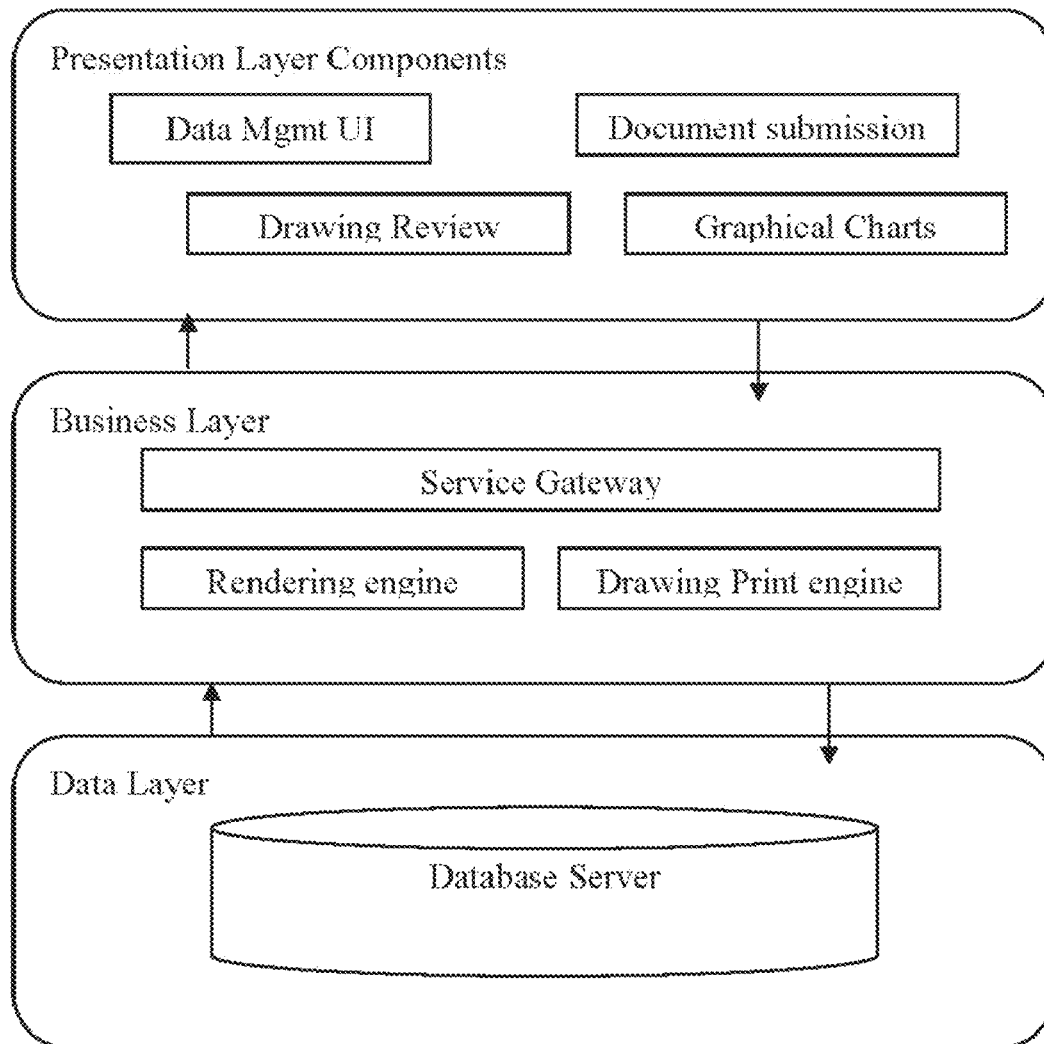 Presentation Layer Components
Data Mgmt UI
Document submission
Drawing Review
Graphical Charts
Business Layer
Service Gateway
Rendering engine
Drawing Print engine
Data Layer
Database Server